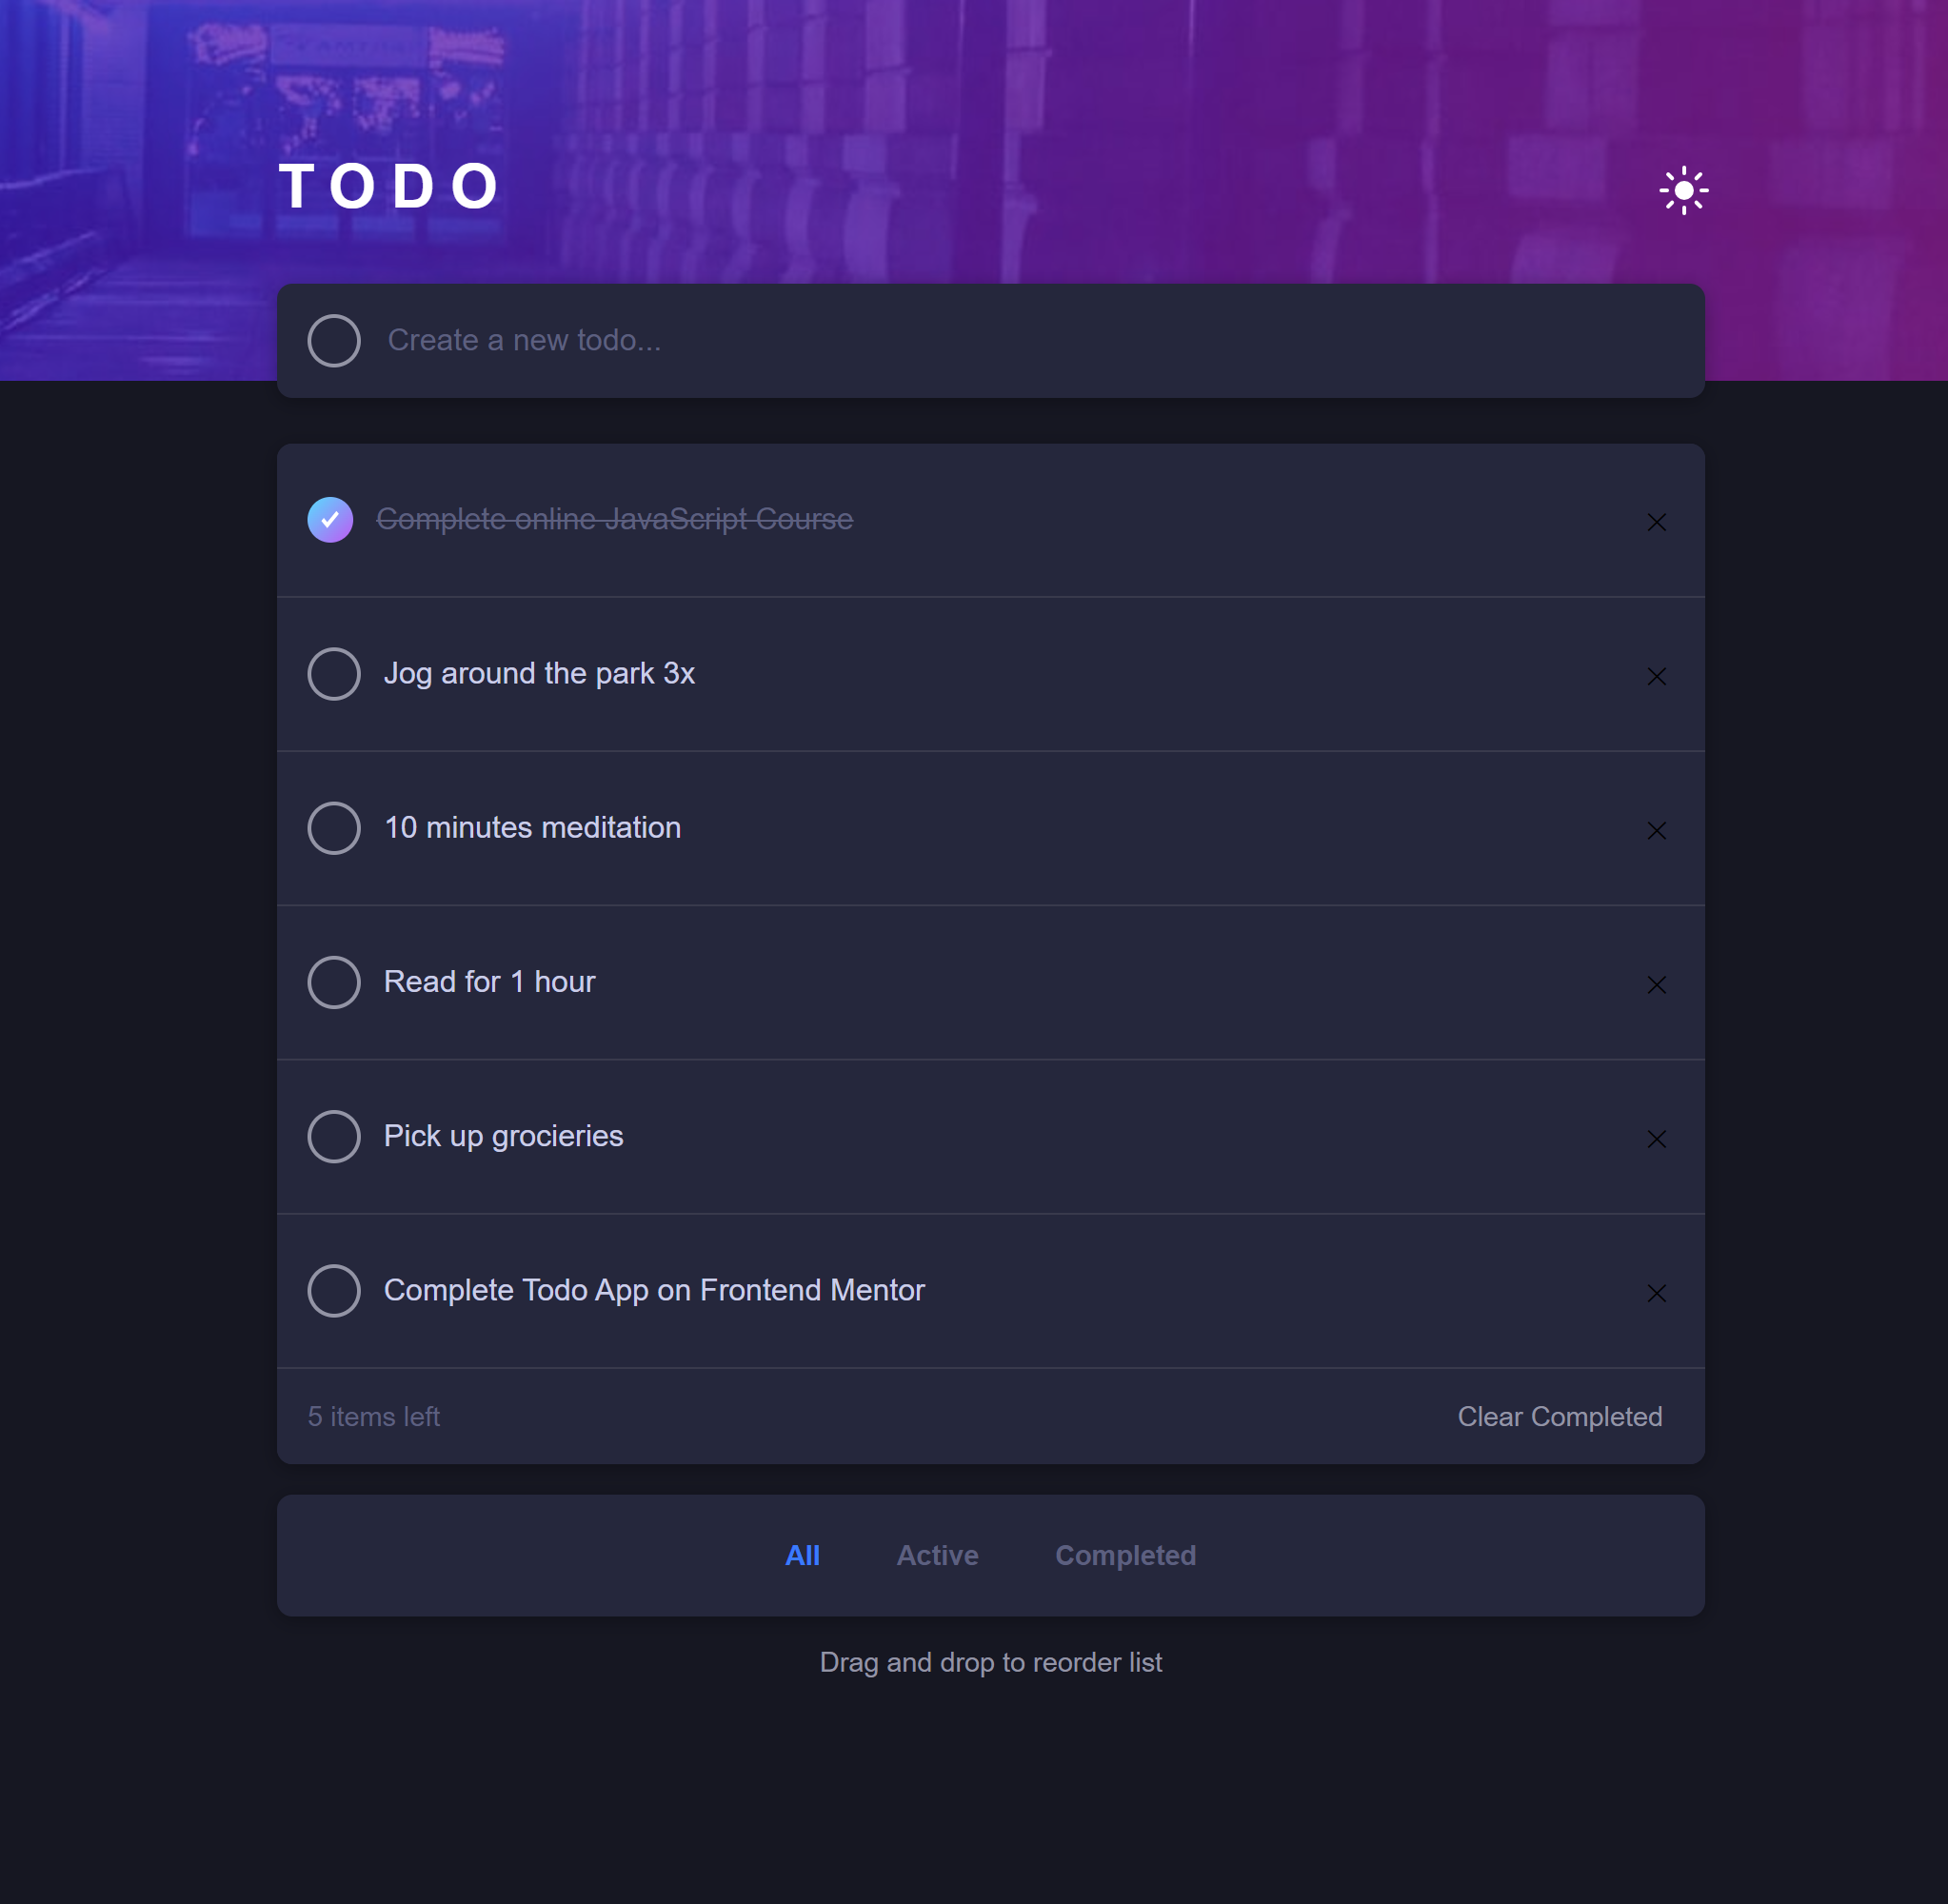 TODO
Create a new todo...
Complete online JavaScript Course
Jog around the park 3x
10 minutes meditation
Read for 1 hour
Pick up grocieries
Complete Todo App on Frontend Mentor
5 items left
Clear Completed
All
Active
Completed
Drag and drop to reorder list